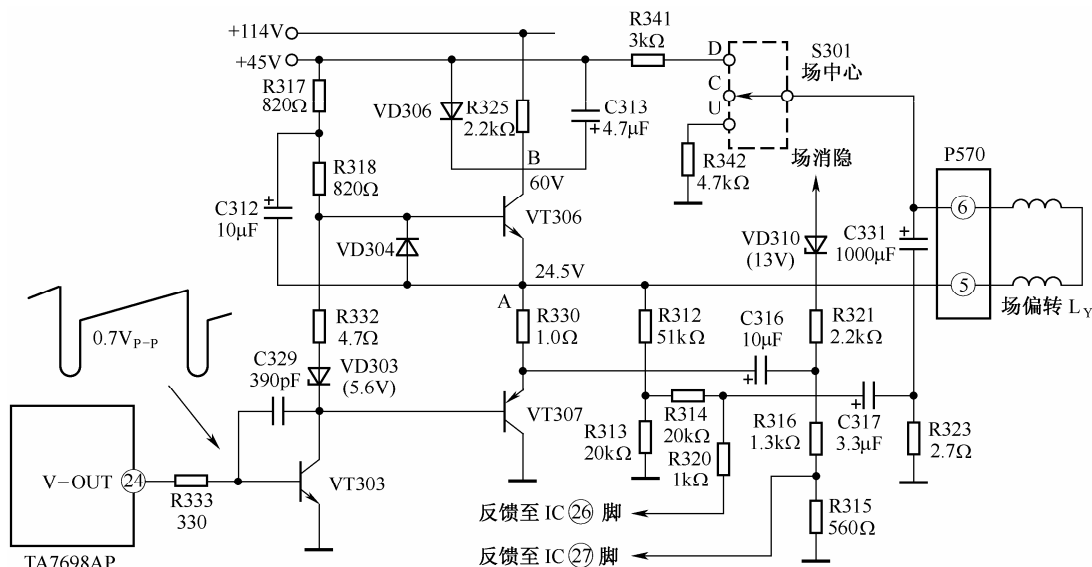 +114V
+45V
R317
820Ω
VD306
R325
2.2kΩ
C313
4.7μF
+
R341
3kΩ
D
C
U
S301
场中心
R342
4.7kΩ
场消隐
P570
B
60V
R318
820Ω
C312
10μF
+
VT306
VD304
VD310
(13V)
C331
1000μF
+
6
5
场偏转 LY
24.5V
A
0.7VP-P
R332
4.7Ω
R330
1.0Ω
R312
51kΩ
C316
10μF
+
R321
2.2kΩ
C329
390pF
VD303
(5.6V)
VT307
R313
20kΩ
R314
20kΩ
R320
1kΩ
C317
3.3μF
+
R316
1.3kΩ
R323
2.7Ω
V-OUT 24
R333
330
VT303
反馈至 IC 26 脚
反馈至 IC 27 脚
R315
560Ω
TA7698AP